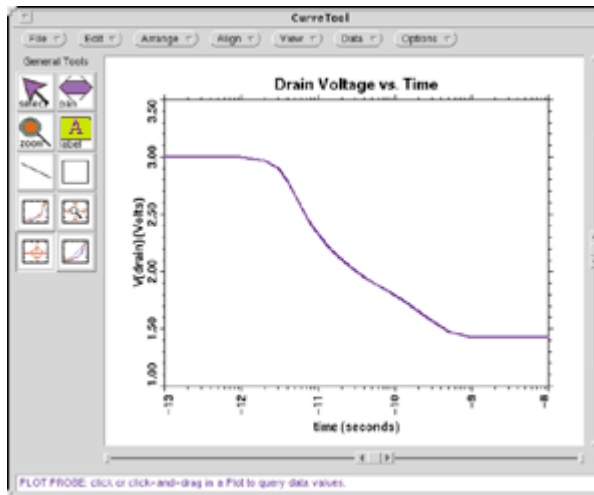 CurveTool
File Edit Arrange Align View Data Options
General Tools
select pan
zoom label
A
Drain Voltage vs. Time
V(drain)(Volts)
3.50
3.00
2.50
2.00
1.50
1.00
-13 -12 -11 -10 -9 -8
time (seconds)
PLOT PROBE: click or click-and-drag in a Plot to query data values.